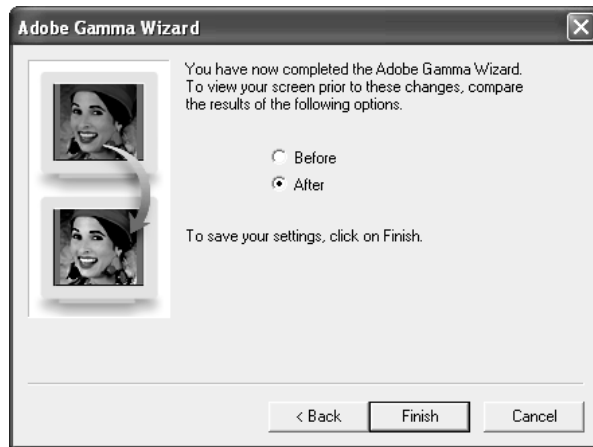 Adobe Gamma Wizard
You have now completed the Adobe Gamma Wizard.
To view your screen prior to these changes, compare
the results of the following options.
Before
After
To save your settings, click on Finish.
< Back
Finish
Cancel